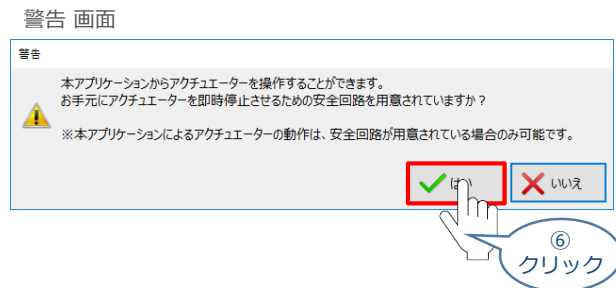 警告 画面
警告
本アプリケーションからアクチュエーターを操作することができます。
お手元にアクチュエーターを即時停止させるための安全回路を用意されていますか？
※本アプリケーションによるアクチュエーターの動作は、安全回路が用意されている場合のみ可能です。
はい
いいえ
⑥
クリック